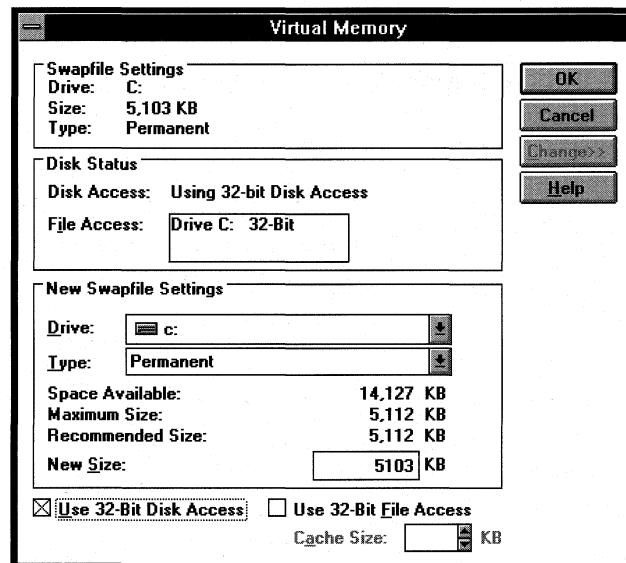 Virtual Memory
Swapfile Settings
Drive: C:
Size: 5,103 KB
Type: Permanent
OK
Cancel
Change>>
Help
Disk Status
Disk Access: Using 32-bit Disk Access
File Access: Drive C: 32-Bit
New Swapfile Settings
Drive: c:
Type: Permanent
Space Available: 14,127 KB
Maximum Size: 5,112 KB
Recommended Size: 5,112 KB
New Size: 5103 KB
Use 32-Bit Disk Access
Use 32-Bit File Access
Cache Size: KB